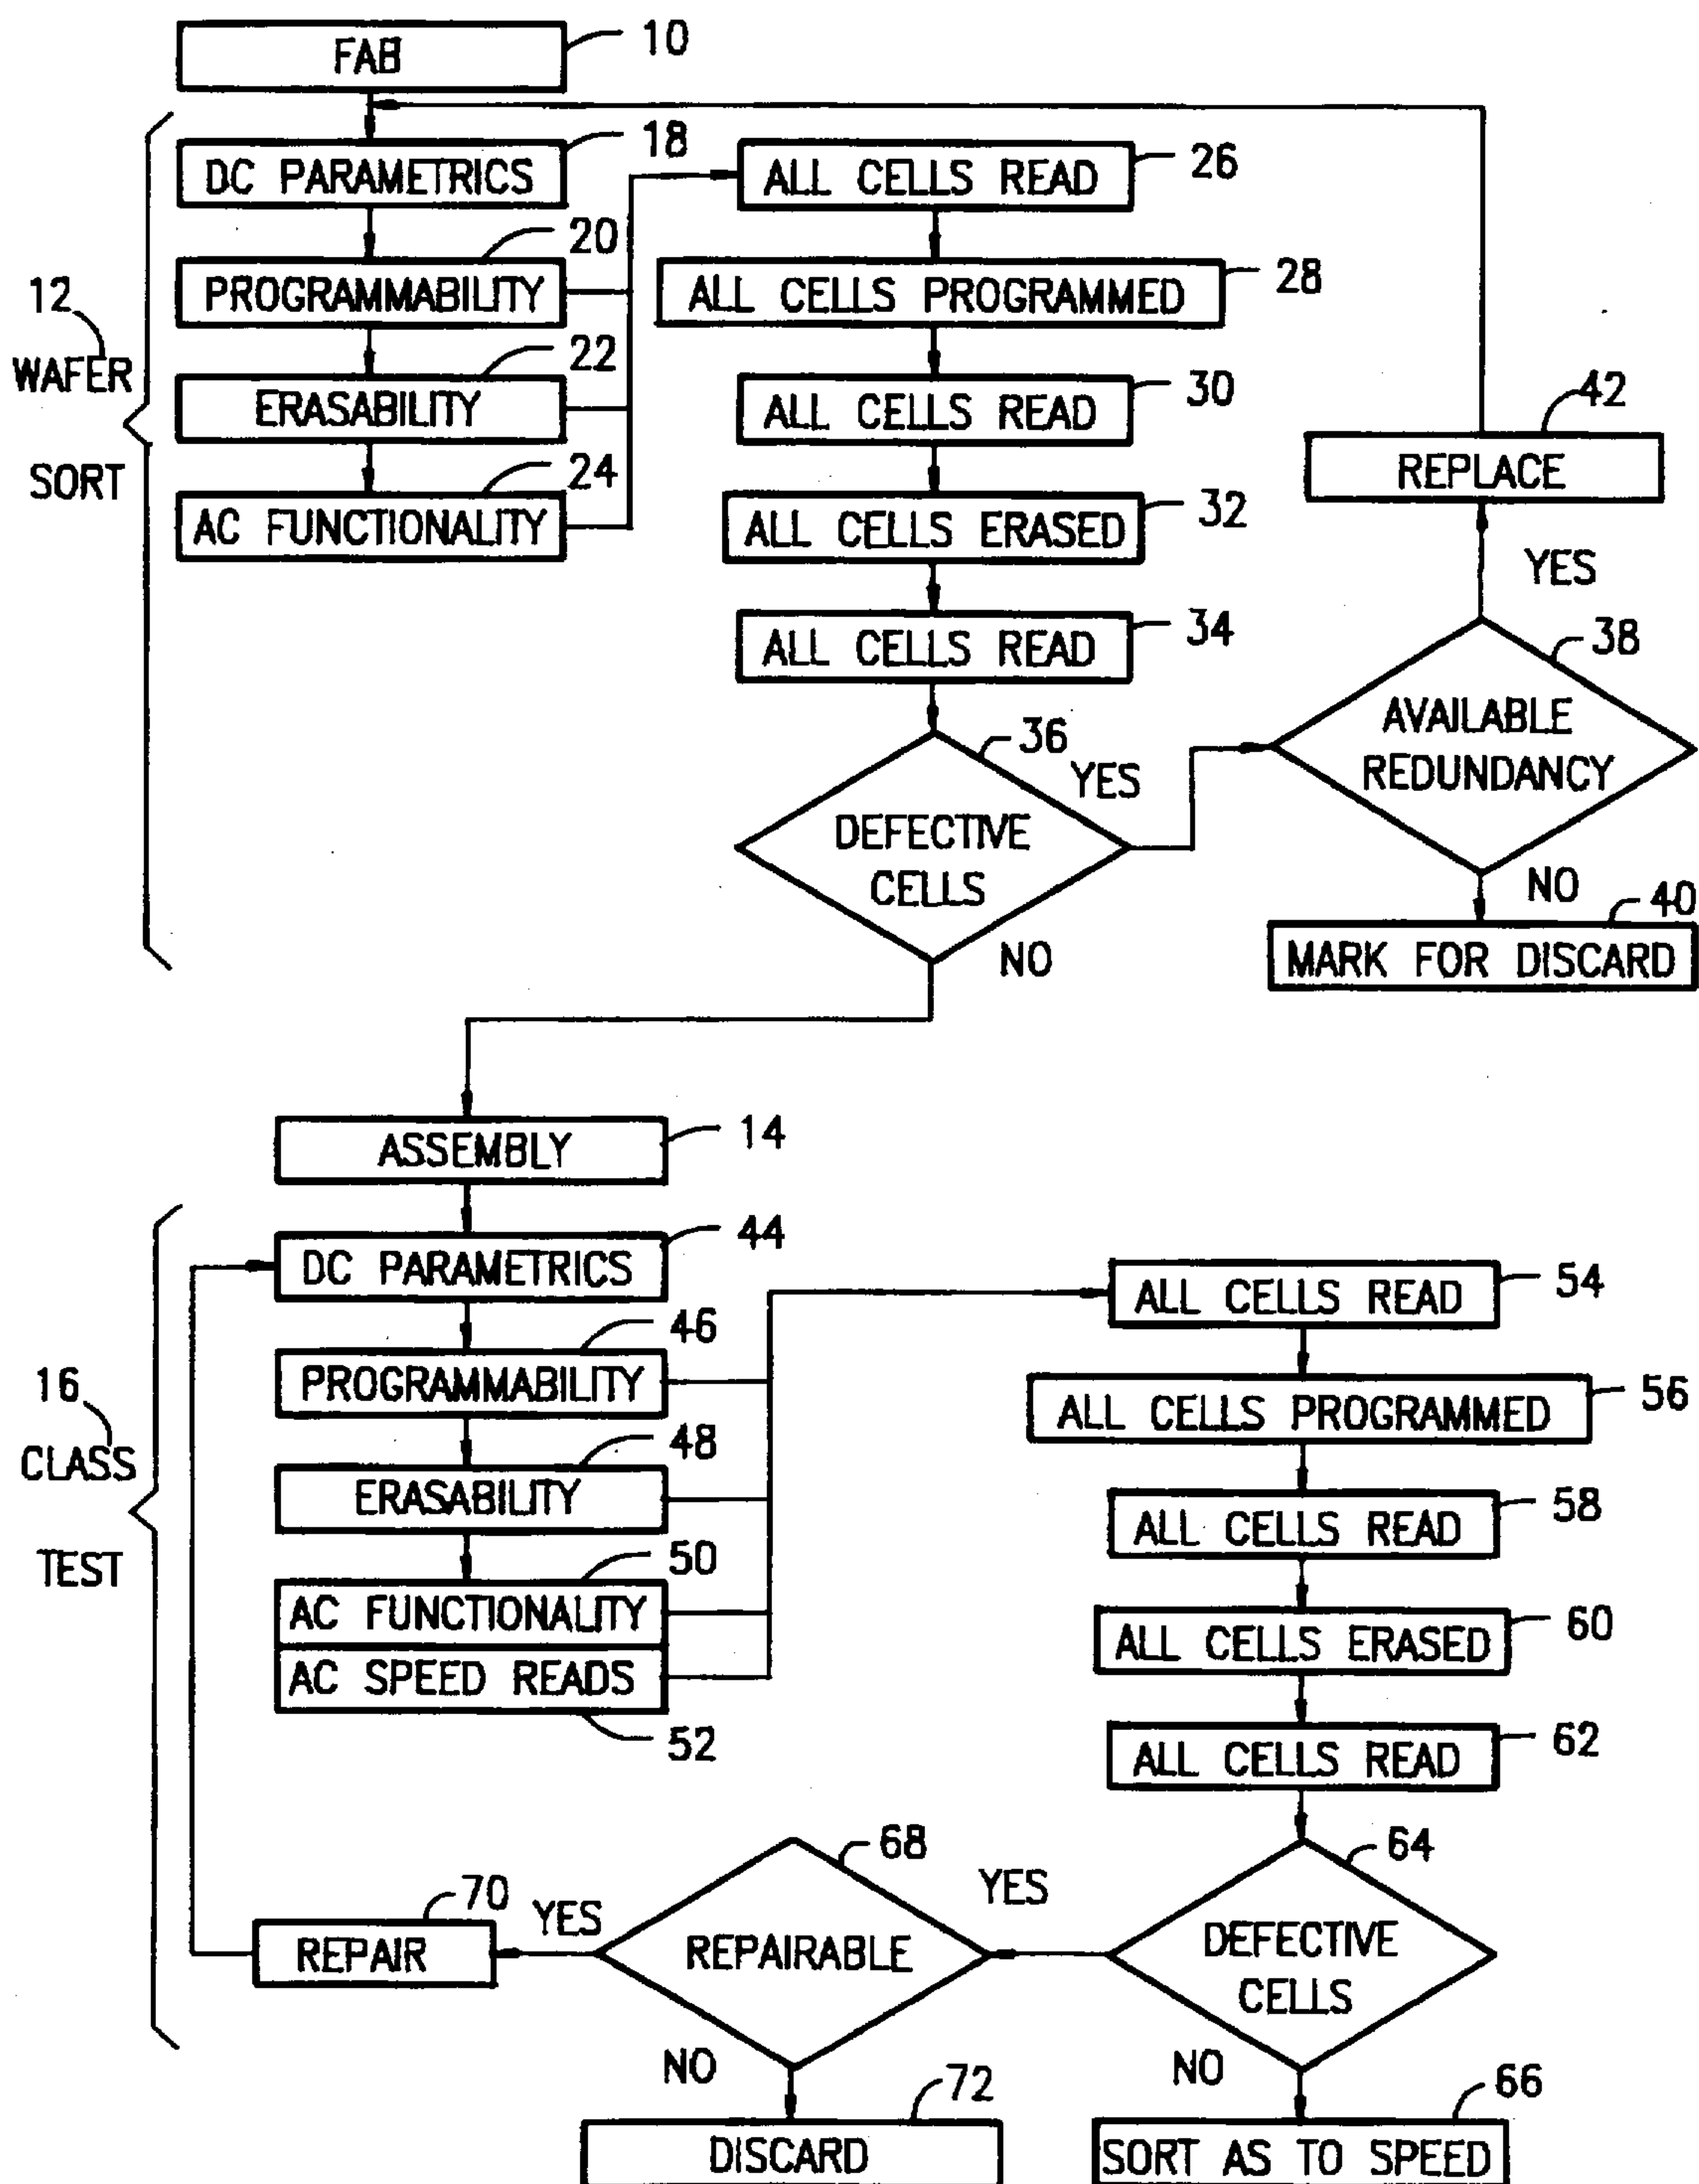 FAB
10
DC PARAMETRICS
18
PROGRAMMABILITY
20
ERASABILITY
22
AC FUNCTIONALITY
24
12
WAFER
SORT
ALL CELLS READ
26
ALL CELLS PROGRAMMED
28
ALL CELLS READ
30
ALL CELLS ERASED
32
ALL CELLS READ
34
36
DEFECTIVE
CELLS
YES
NO
38
AVAILABLE
REDUNDANCY
YES
NO
42
REPLACE
40
MARK FOR DISCARD
ASSEMBLY
14
DC PARAMETRICS
44
PROGRAMMABILITY
46
ERASABILITY
48
AC FUNCTIONALITY
50
AC SPEED READS
52
16
CLASS
TEST
ALL CELLS READ
54
ALL CELLS PROGRAMMED
56
ALL CELLS READ
58
ALL CELLS ERASED
60
ALL CELLS READ
62
64
DEFECTIVE
CELLS
YES
NO
68
REPAIRABLE
YES
NO
70
REPAIR
72
DISCARD
66
SORT AS TO SPEED